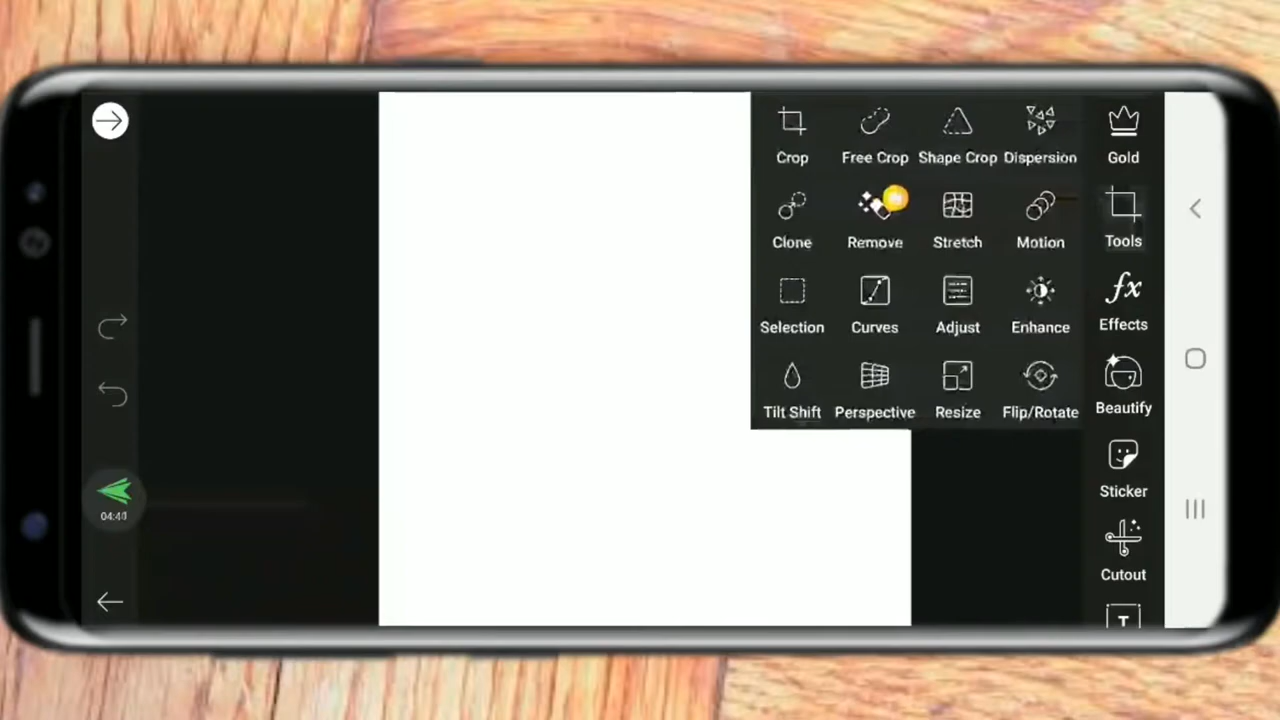 Crop Free Crop Shape Crop Dispersion Gold
Clone Remove Stretch Motion Tools
Selection Curves Adjust Enhance Effects
Tilt Shift Perspective Resize Flip/Rotate Beautify
Sticker
04:40
Cutout
T